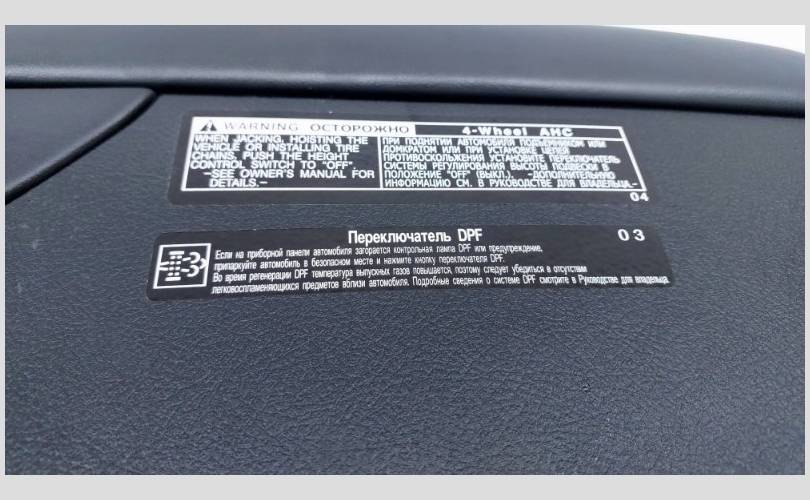 WARNING ОСТОРОЖНО
4-Wheel AHC
WHEN JACKING, HOISTING THE
VEHICLE OR INSTALLING TIRE
CHAINS, PUSH THE HEIGHT
CONTROL SWITCH TO "OFF".
-SEE OWNER'S MANUAL FOR
DETAILS.-
ПРИ ПОДНЯТИИ АВТОМОБИЛЯ ПОДЪЕМНИКОМ ИЛИ
ДОМКРАТОМ ИЛИ ПРИ УСТАНОВКЕ ЦЕПЕЙ
ПРОТИВОСКОЛЬЖЕНИЯ УСТАНОВИТЕ ПЕРЕКЛЮЧАТЕЛЬ
СИСТЕМЫ РЕГУЛИРОВАНИЯ ВЫСОТЫ ПОДВЕСКИ В
ПОЛОЖЕНИЕ "OFF" (ВЫКЛ.). -ДОПОЛНИТЕЛЬНУЮ
ИНФОРМАЦИЮ СМ. В РУКОВОДСТВЕ ДЛЯ ВЛАДЕЛЬЦА.-
04
Переключатель DPF
03
Если на приборной панели автомобиля загорается контрольная лампа DPF или предупреждение,
припаркуйте автомобиль в безопасном месте и нажмите кнопку переключателя DPF.
Во время регенерации DPF температура выпускных газов повышается, поэтому следует убедиться в отсутствии
легковоспламеняющихся предметов вблизи автомобиля. Подробные сведения о системе DPF смотрите в Руководстве для владельца.